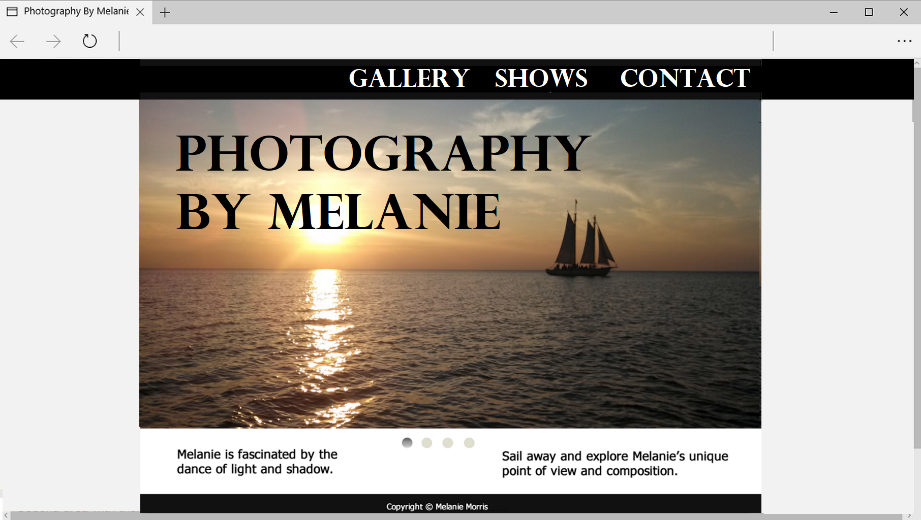 Photography By Melanie
GALLERY SHOWS CONTACT
PHOTOGRAPHY
BY MELANIE
Melanie is fascinated by the
dance of light and shadow.
Sail away and explore Melanie's unique
point of view and composition.
Copyright © Melanie Morris